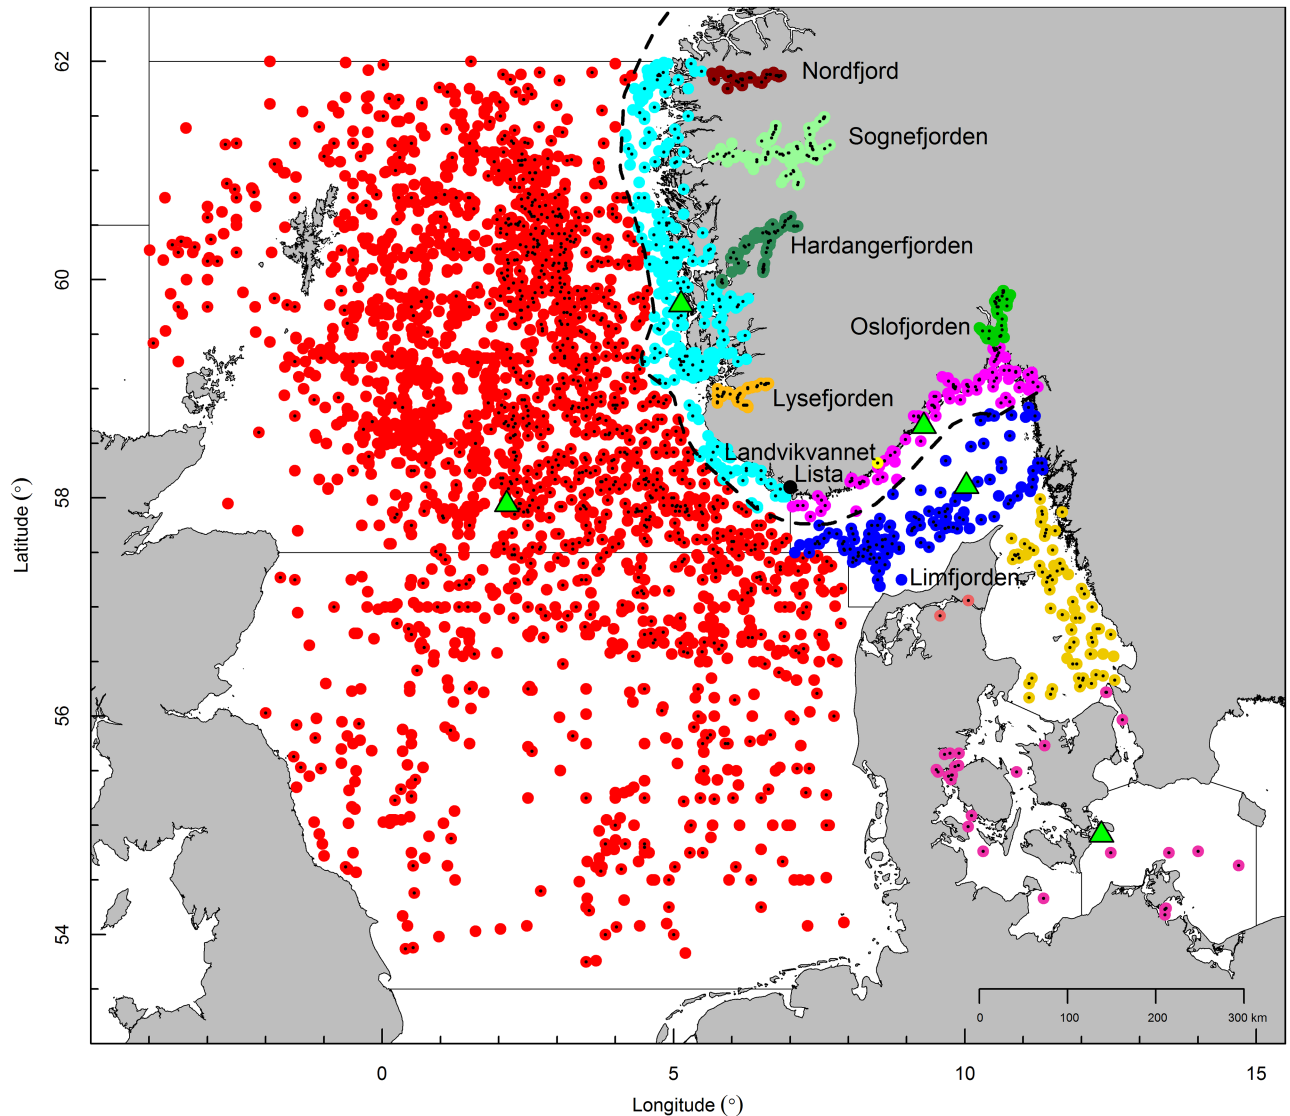 62
Nordfjord
Sognefjorden
Hardangerfjorden
60
Oslofjorden
Lysefjorden
Landvikvannet
Lista
58
Latitude (°)
Limfjorden
56
54
0 100 200 300 km
0 5 10 15
Longitude (°)